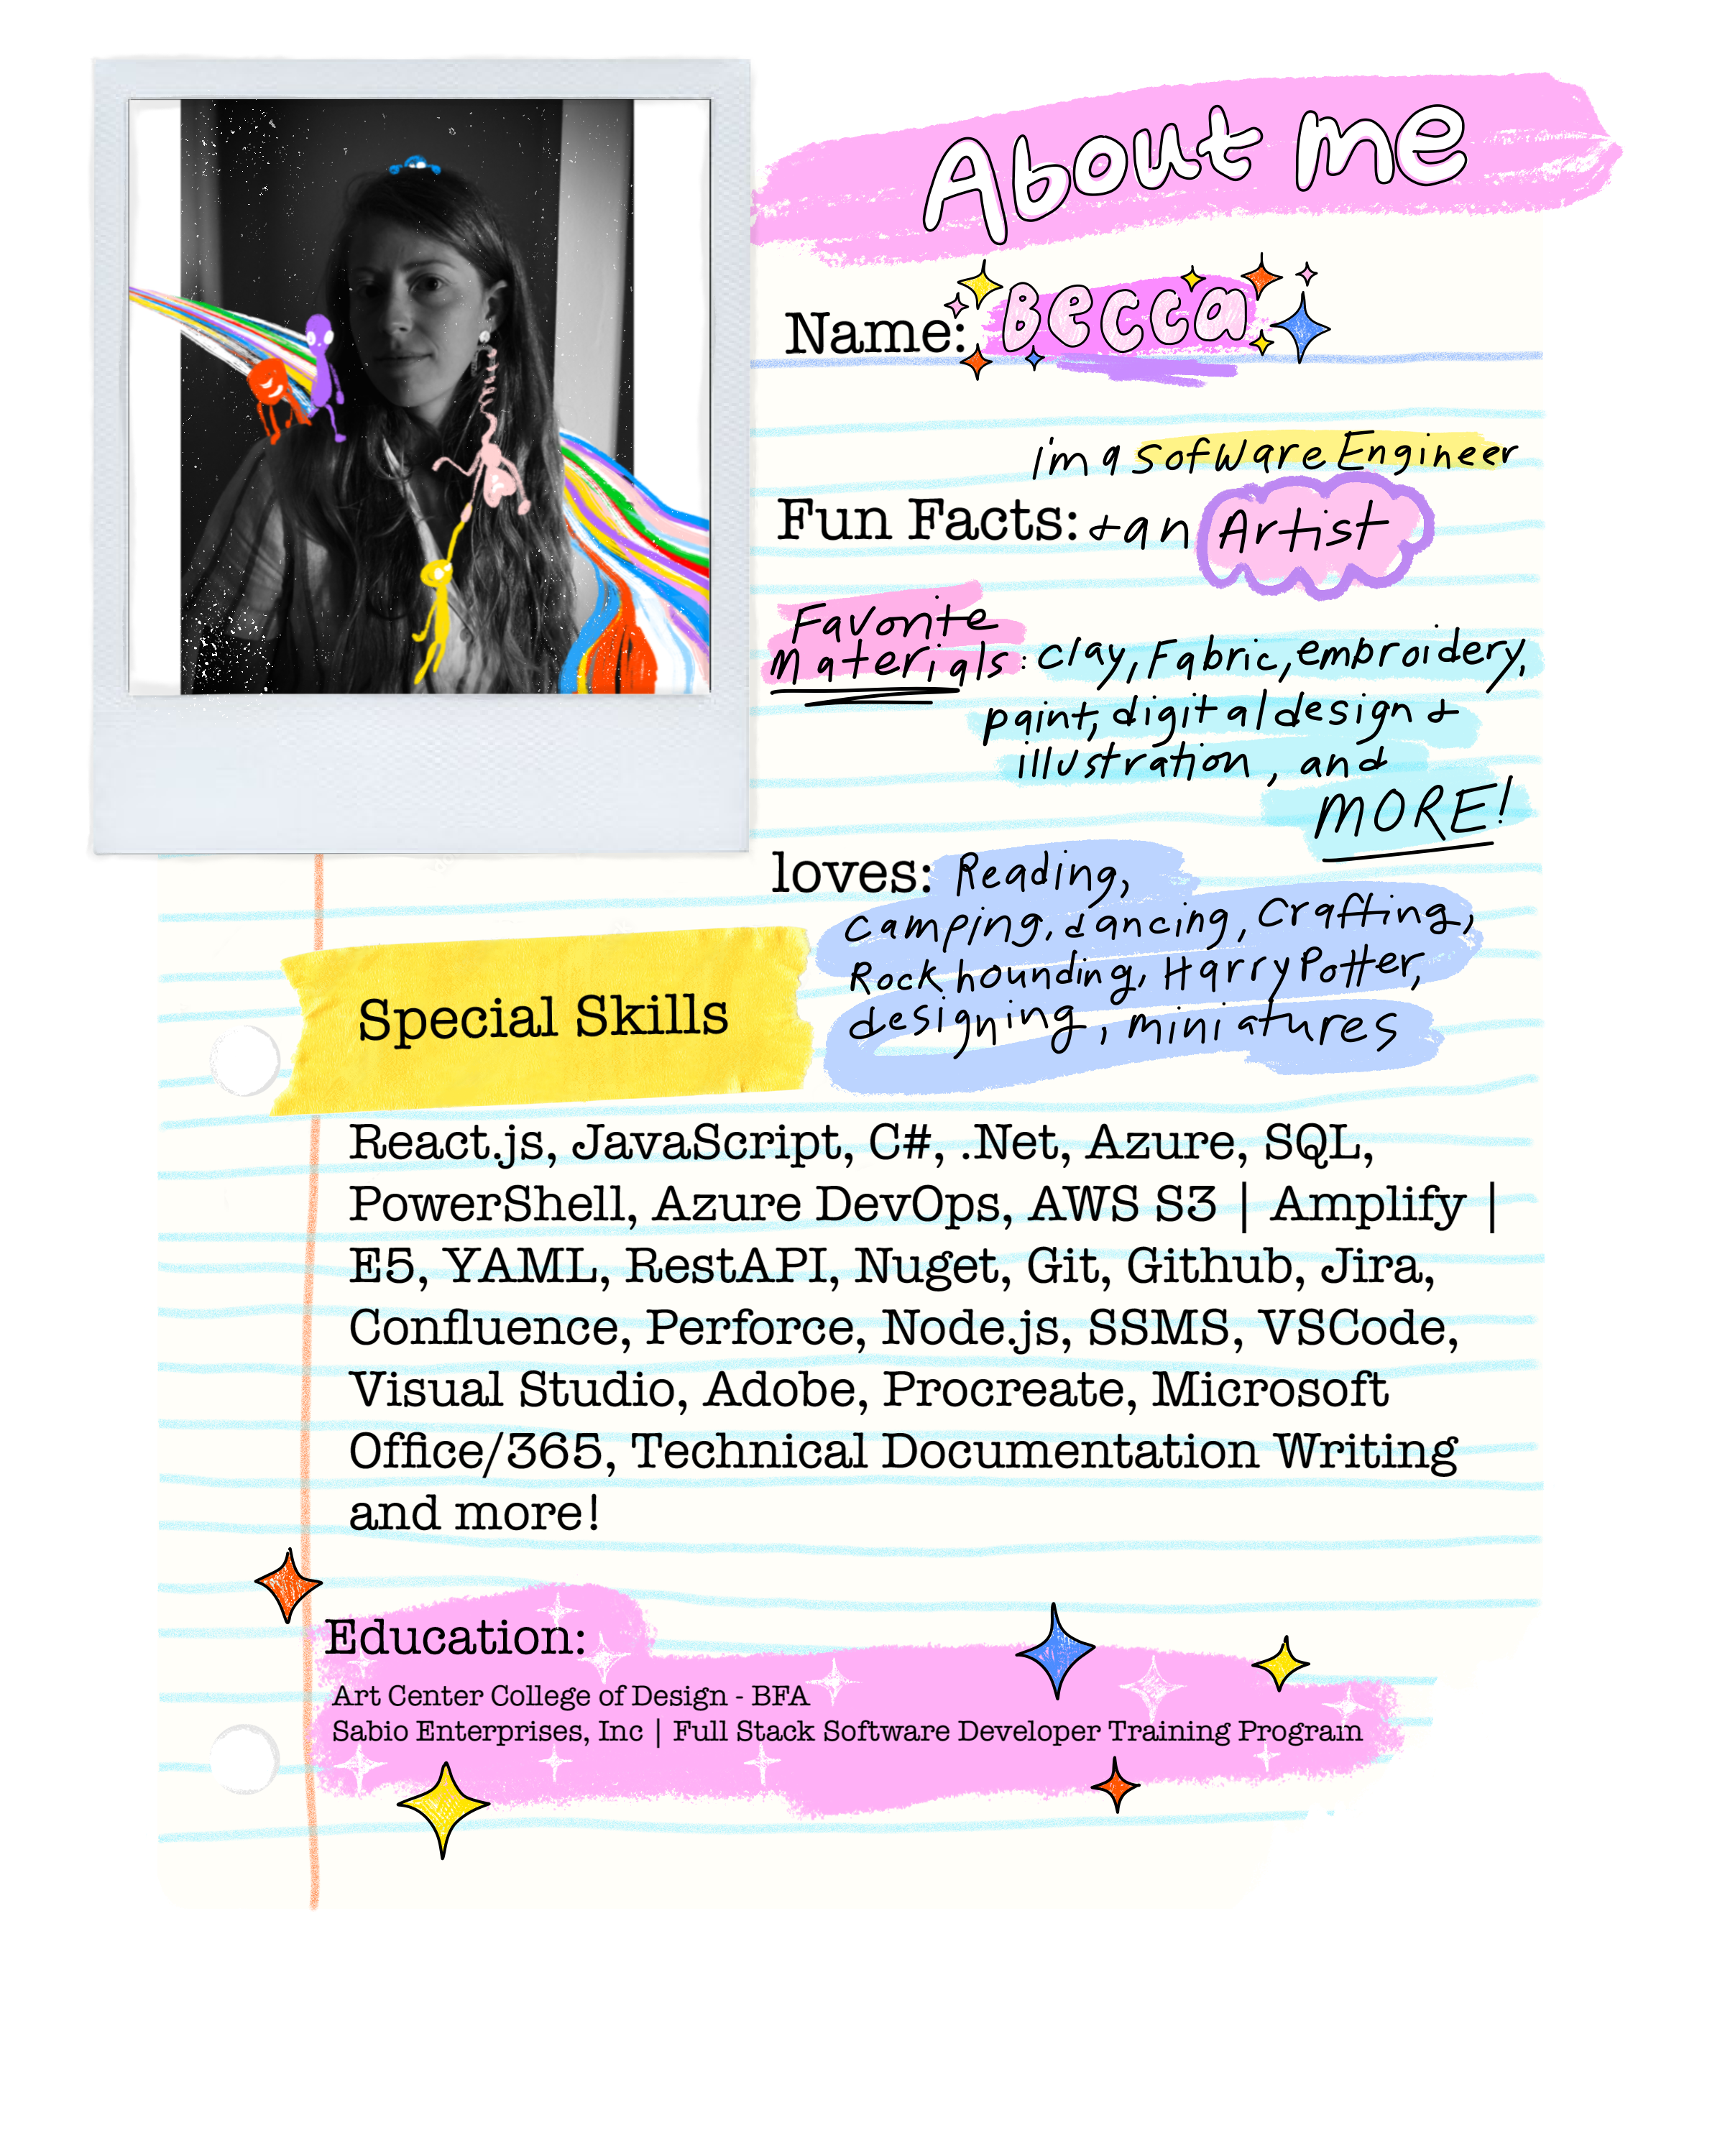 About me
Name: Becca
im a sofware Engineer
Fun Facts: + an Artist
Favorite
Materials: clay, Fabric, embroidery,
paint, digital design +
illustration, and
MORE!
loves: Reading,
camping, dancing, Crafting,
Rock hounding, Harry Potter,
designing, miniatures
Special Skills
React.js, JavaScript, C#, .Net, Azure, SQL,
PowerShell, Azure DevOps, AWS S3 | Amplify |
E5, YAML, RestAPI, Nuget, Git, Github, Jira,
Confluence, Perforce, Node.js, SSMS, VSCode,
Visual Studio, Adobe, Procreate, Microsoft
Office/365, Technical Documentation Writing
and more!
Education:
Art Center College of Design - BFA
Sabio Enterprises, Inc | Full Stack Software Developer Training Program